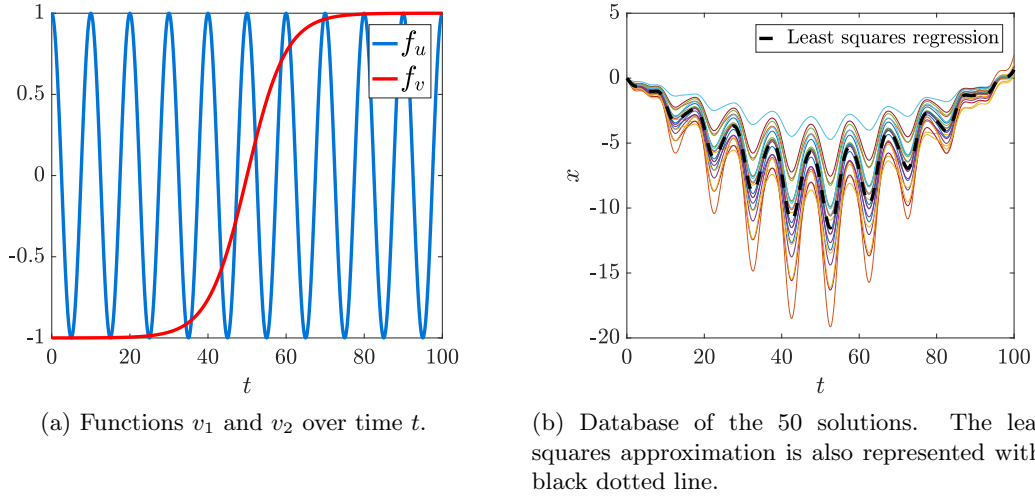 1
0.5
0
-0.5
-1
0 20 40 60 80 100
t
f_u
f_v
(a) Functions v_1 and v_2 over time t.
5
0
-5
-10
-15
-20
x
0 20 40 60 80 100
t
Least squares regression
(b) Database of the 50 solutions. The lea
squares approximation is also represented with
black dotted line.